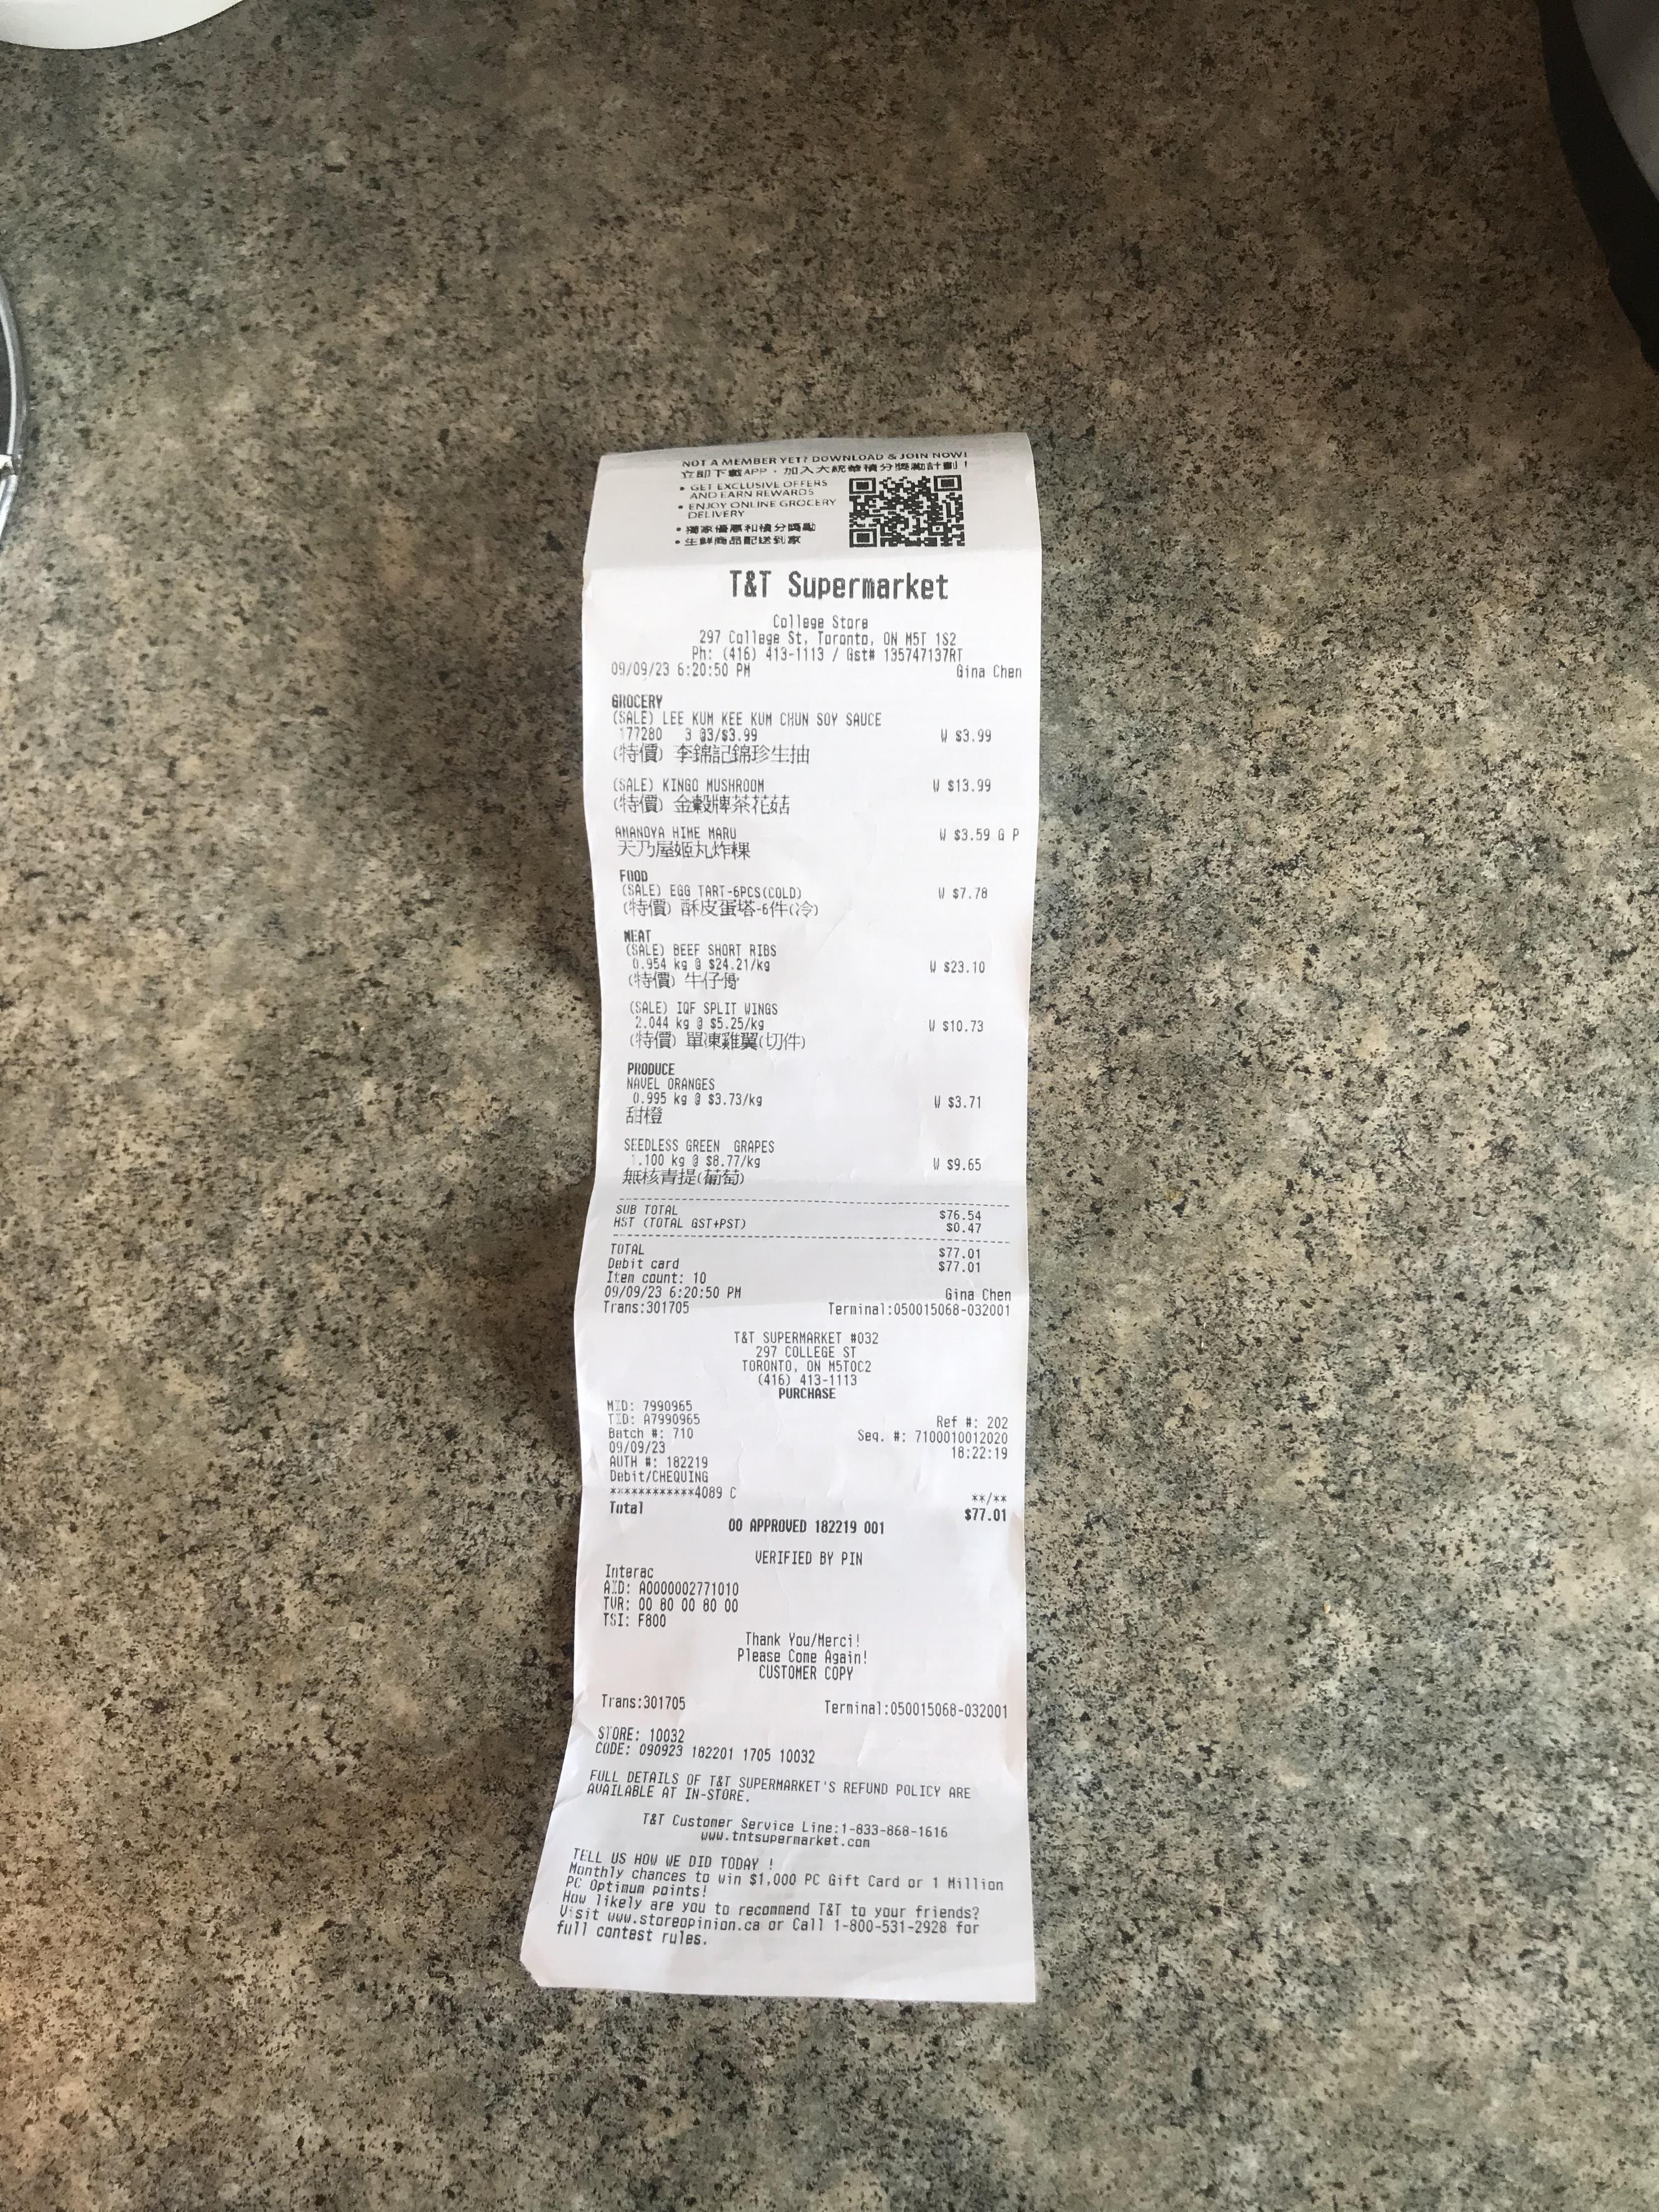 NOT A MEMBER YET? DOWNLOAD & JOIN NOW!
立即下載APP，加入大統華積分獎勵計劃！
• GET EXCLUSIVE OFFERS
AND EARN REWARDS
• ENJOY ONLINE GROCERY
DELIVERY
• 獨家優惠和積分獎勵
• 生鮮商品配送到家
T&T Supermarket
College Store
297 College St, Toronto, ON M5T 1S2
Ph: (416) 413-1113 / Gst# 135747137RT
09/09/23 6:20:50 PM Gina Chen
GROCERY
(SALE) LEE KUM KEE KUM CHUN SOY SAUCE
177280 3 @3/$3.99 W $3.99
(特價) 李錦記錦珍生抽
(SALE) KINGO MUSHROOM W $13.99
(特價) 金穀牌茶花菇
AMANOYA HIME MARU W $3.59 G P
天乃屋姬丸炸粿
FOOD
(SALE) EGG TART-6PCS(COLD) W $7.78
(特價) 酥皮蛋塔-6件(冷)
MEAT
(SALE) BEEF SHORT RIBS
0.954 kg @ $24.21/kg W $23.10
(特價) 牛仔骨
(SALE) IQF SPLIT WINGS
2.044 kg @ $5.25/kg W $10.73
(特價) 單凍雞翼(切件)
PRODUCE
NAVEL ORANGES
0.995 kg @ $3.73/kg W $3.71
甜橙
SEEDLESS GREEN GRAPES
1.100 kg @ $8.77/kg W $9.65
無核青提(葡萄)
SUB TOTAL $76.54
HST (TOTAL GST+PST) $0.47
TOTAL $77.01
Debit card $77.01
Item count: 10
09/09/23 6:20:50 PM Gina Chen
Trans:301705 Terminal:050015068-032001
T&T SUPERMARKET #032
297 COLLEGE ST
TORONTO, ON M5T0C2
(416) 413-1113
PURCHASE
MID: 7990965
TID: A7990965 Ref #: 202
Batch #: 710 Seq. #: 7100010012020
09/09/23 18:22:19
AUTH #: 182219
Debit/CHEQUING
************4089 C **/**
Total $77.01
00 APPROVED 182219 001
VERIFIED BY PIN
Interac
AID: A0000002771010
TVR: 00 80 00 80 00
TSI: F800
Thank You/Merci!
Please Come Again!
CUSTOMER COPY
Trans:301705 Terminal:050015068-032001
STORE: 10032
CODE: 090923 182201 1705 10032
FULL DETAILS OF T&T SUPERMARKET'S REFUND POLICY ARE
AVAILABLE AT IN-STORE.
T&T Customer Service Line:1-833-868-1616
www.tntsupermarket.com
TELL US HOW WE DID TODAY !
Monthly chances to win $1,000 PC Gift Card or 1 Million
PC Optimum points!
How likely are you to recommend T&T to your friends?
Visit www.storeopinion.ca or Call 1-800-531-2928 for
full contest rules.